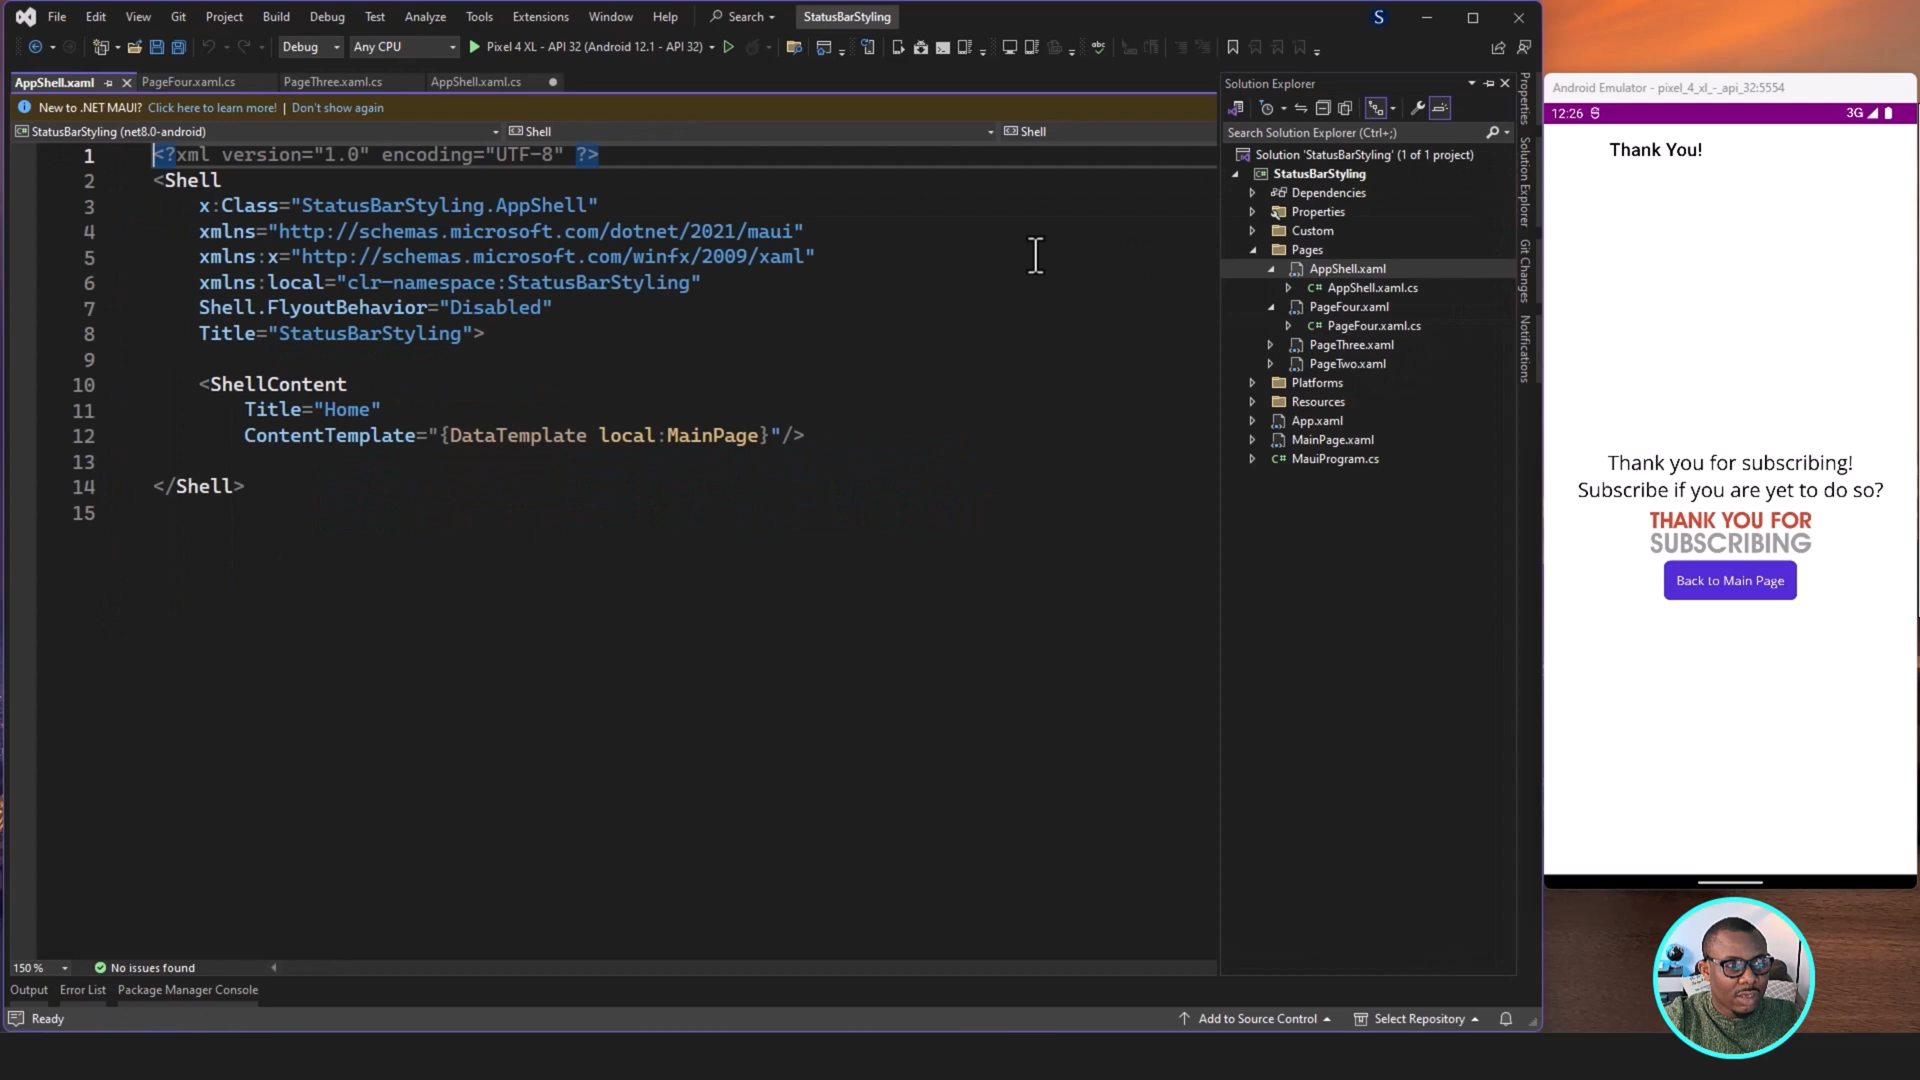 File Edit View Git Project Build Debug Test Analyze Tools Extensions Window Help Search StatusBarStyling S
Debug Any CPU Pixel 4 XL - API 32 (Android 12.1 - API 32)
AppShell.xaml PageFour.xaml.cs PageThree.xaml.cs AppShell.xaml.cs
New to .NET MAUI? Click here to learn more! | Don't show again
StatusBarStyling (net8.0-android) Shell Shell
1 <?xml version="1.0" encoding="UTF-8" ?>
2 <Shell
3 x:Class="StatusBarStyling.AppShell"
4 xmlns="http://schemas.microsoft.com/dotnet/2021/maui"
5 xmlns:x="http://schemas.microsoft.com/winfx/2009/xaml"
6 xmlns:local="clr-namespace:StatusBarStyling"
7 Shell.FlyoutBehavior="Disabled"
8 Title="StatusBarStyling">
9
10 <ShellContent
11 Title="Home"
12 ContentTemplate="{DataTemplate local:MainPage}"/>
13
14 </Shell>
15
150 % No issues found
Output Error List Package Manager Console
Ready Add to Source Control Select Repository
Solution Explorer
Search Solution Explorer (Ctrl+;)
Solution 'StatusBarStyling' (1 of 1 project)
StatusBarStyling
Dependencies
Properties
Custom
Pages
AppShell.xaml
C# AppShell.xaml.cs
PageFour.xaml
C# PageFour.xaml.cs
PageThree.xaml
PageTwo.xaml
Platforms
Resources
App.xaml
MainPage.xaml
C# MauiProgram.cs
Properties
Solution Explorer
Git Changes
Notifications
Android Emulator - pixel_4_xl_-_api_32:5554
12:26 3G
Thank You!
Thank you for subscribing!
Subscribe if you are yet to do so?
THANK YOU FOR
SUBSCRIBING
Back to Main Page